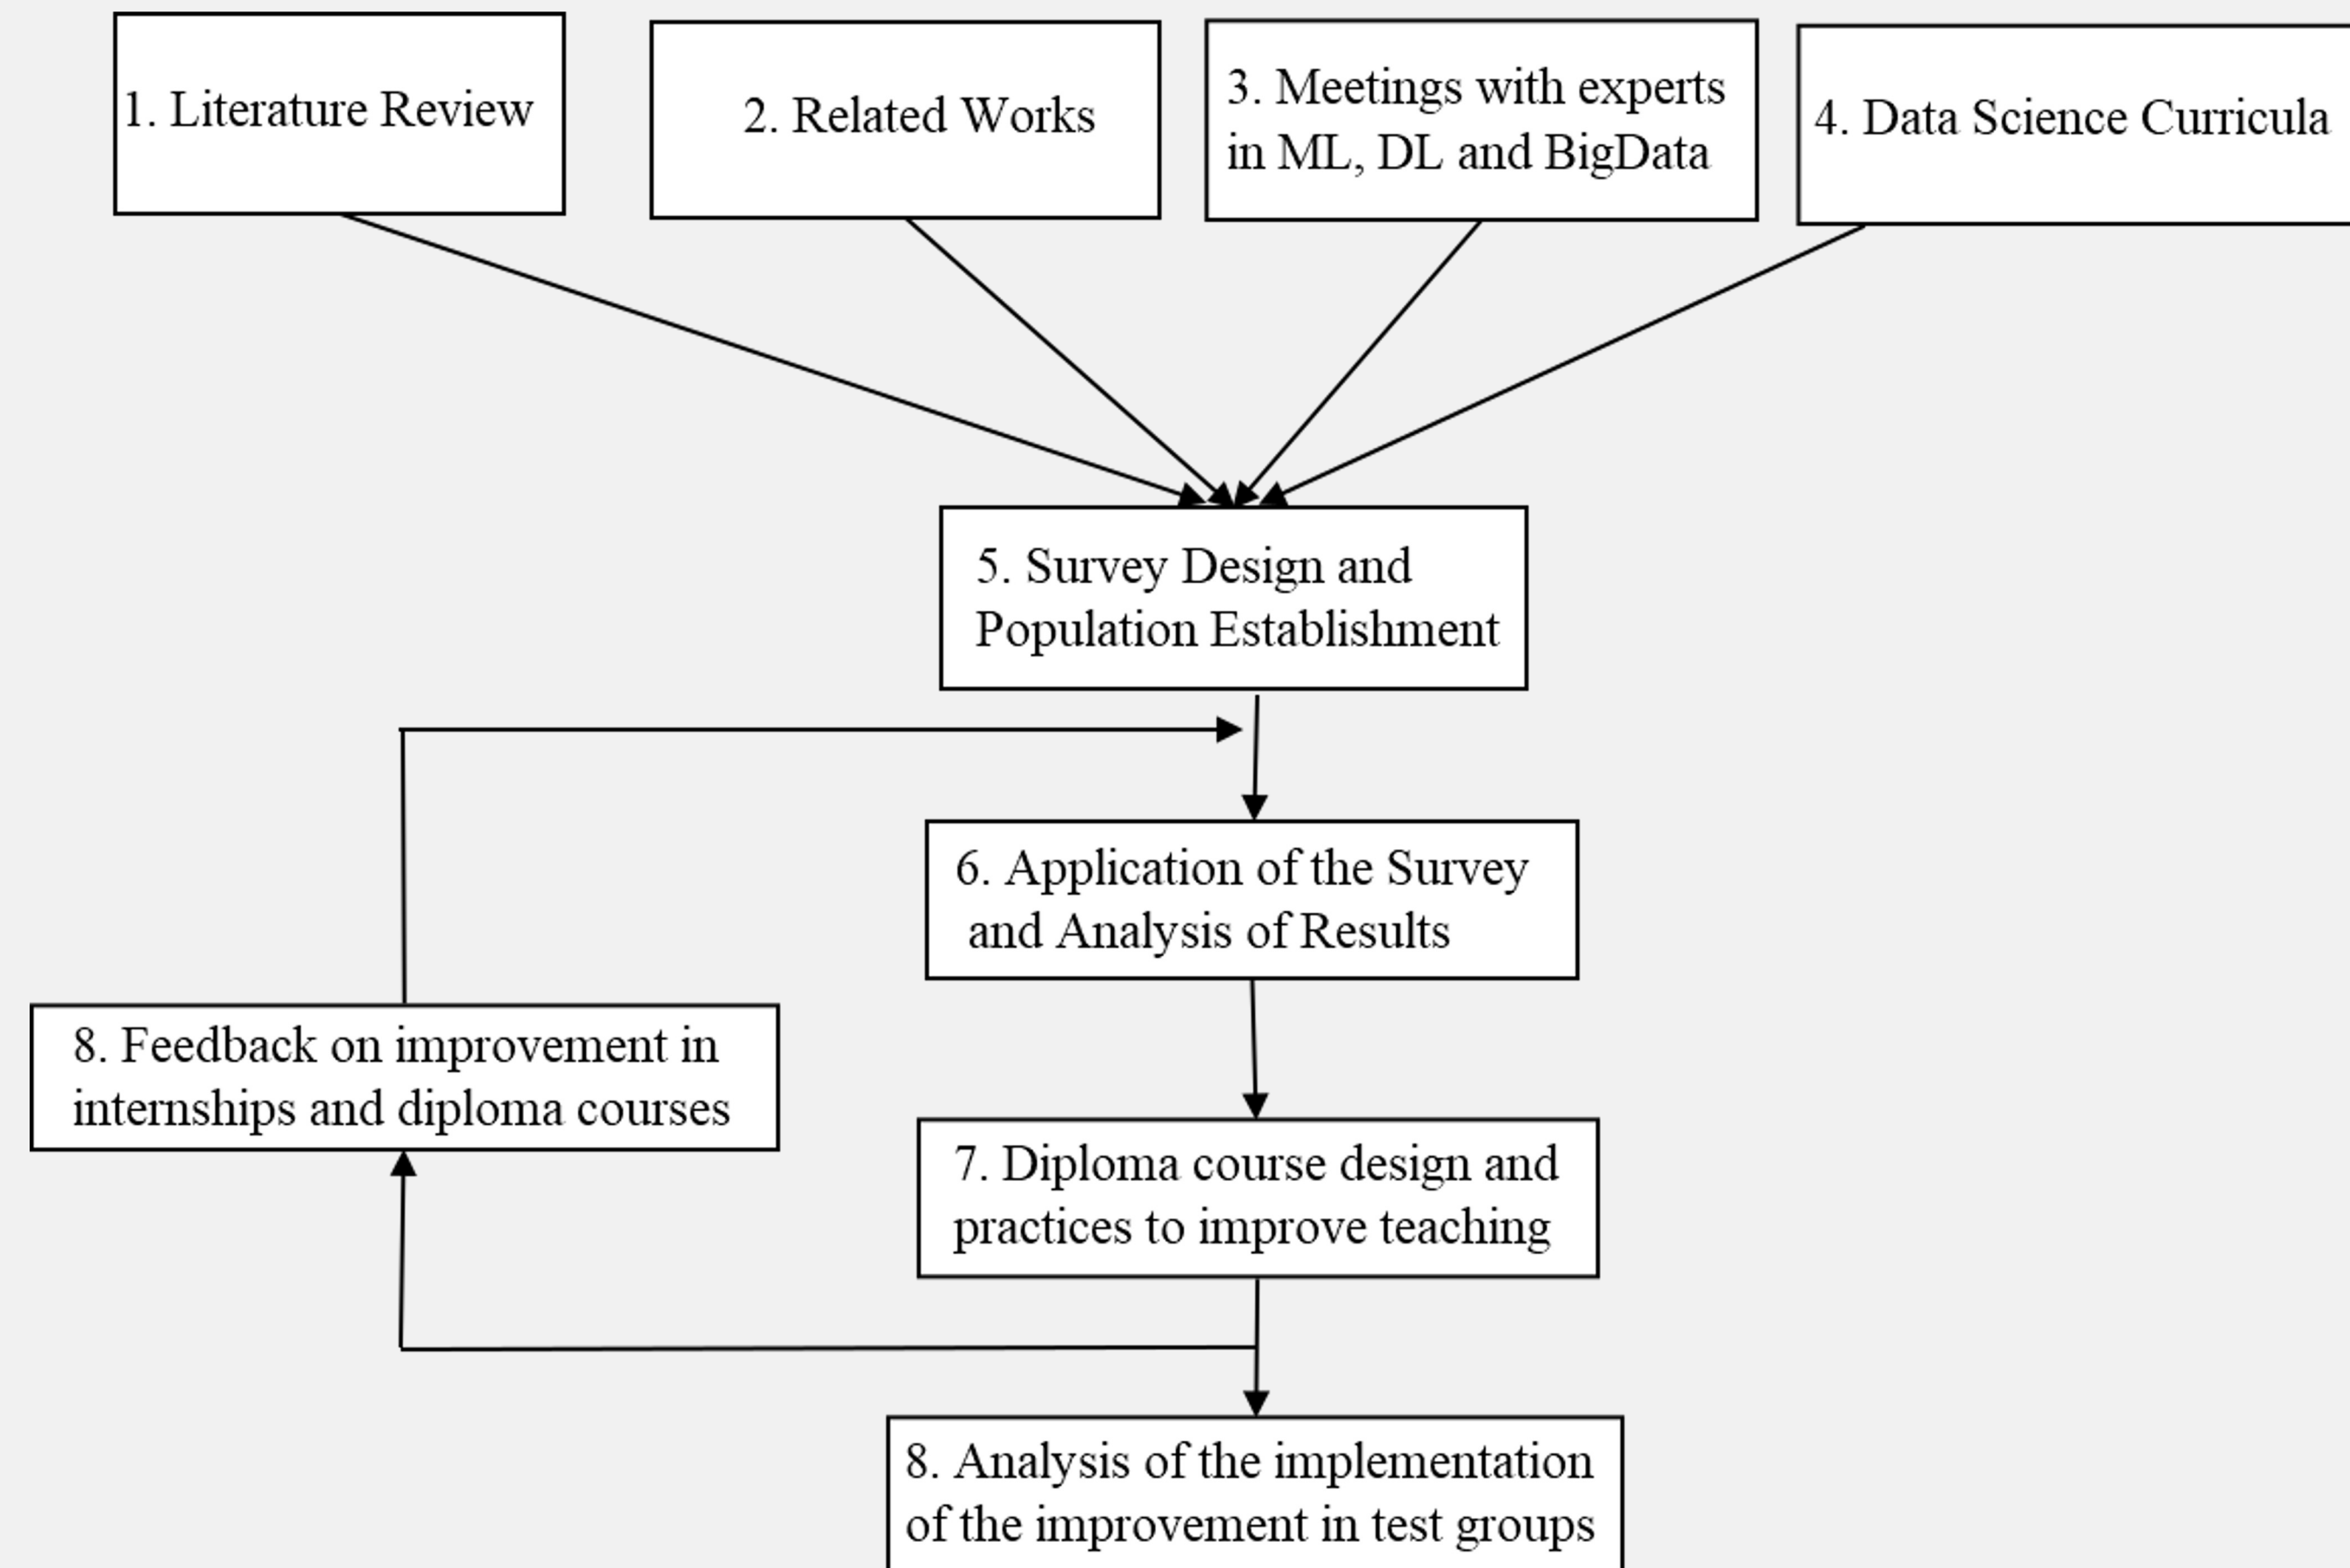 1. Literature Review
2. Related Works
3. Meetings with experts
in ML, DL and BigData
4. Data Science Curricula
5. Survey Design and
Population Establishment
6. Application of the Survey
and Analysis of Results
8. Feedback on improvement in
internships and diploma courses
7. Diploma course design and
practices to improve teaching
8. Analysis of the implementation
of the improvement in test groups